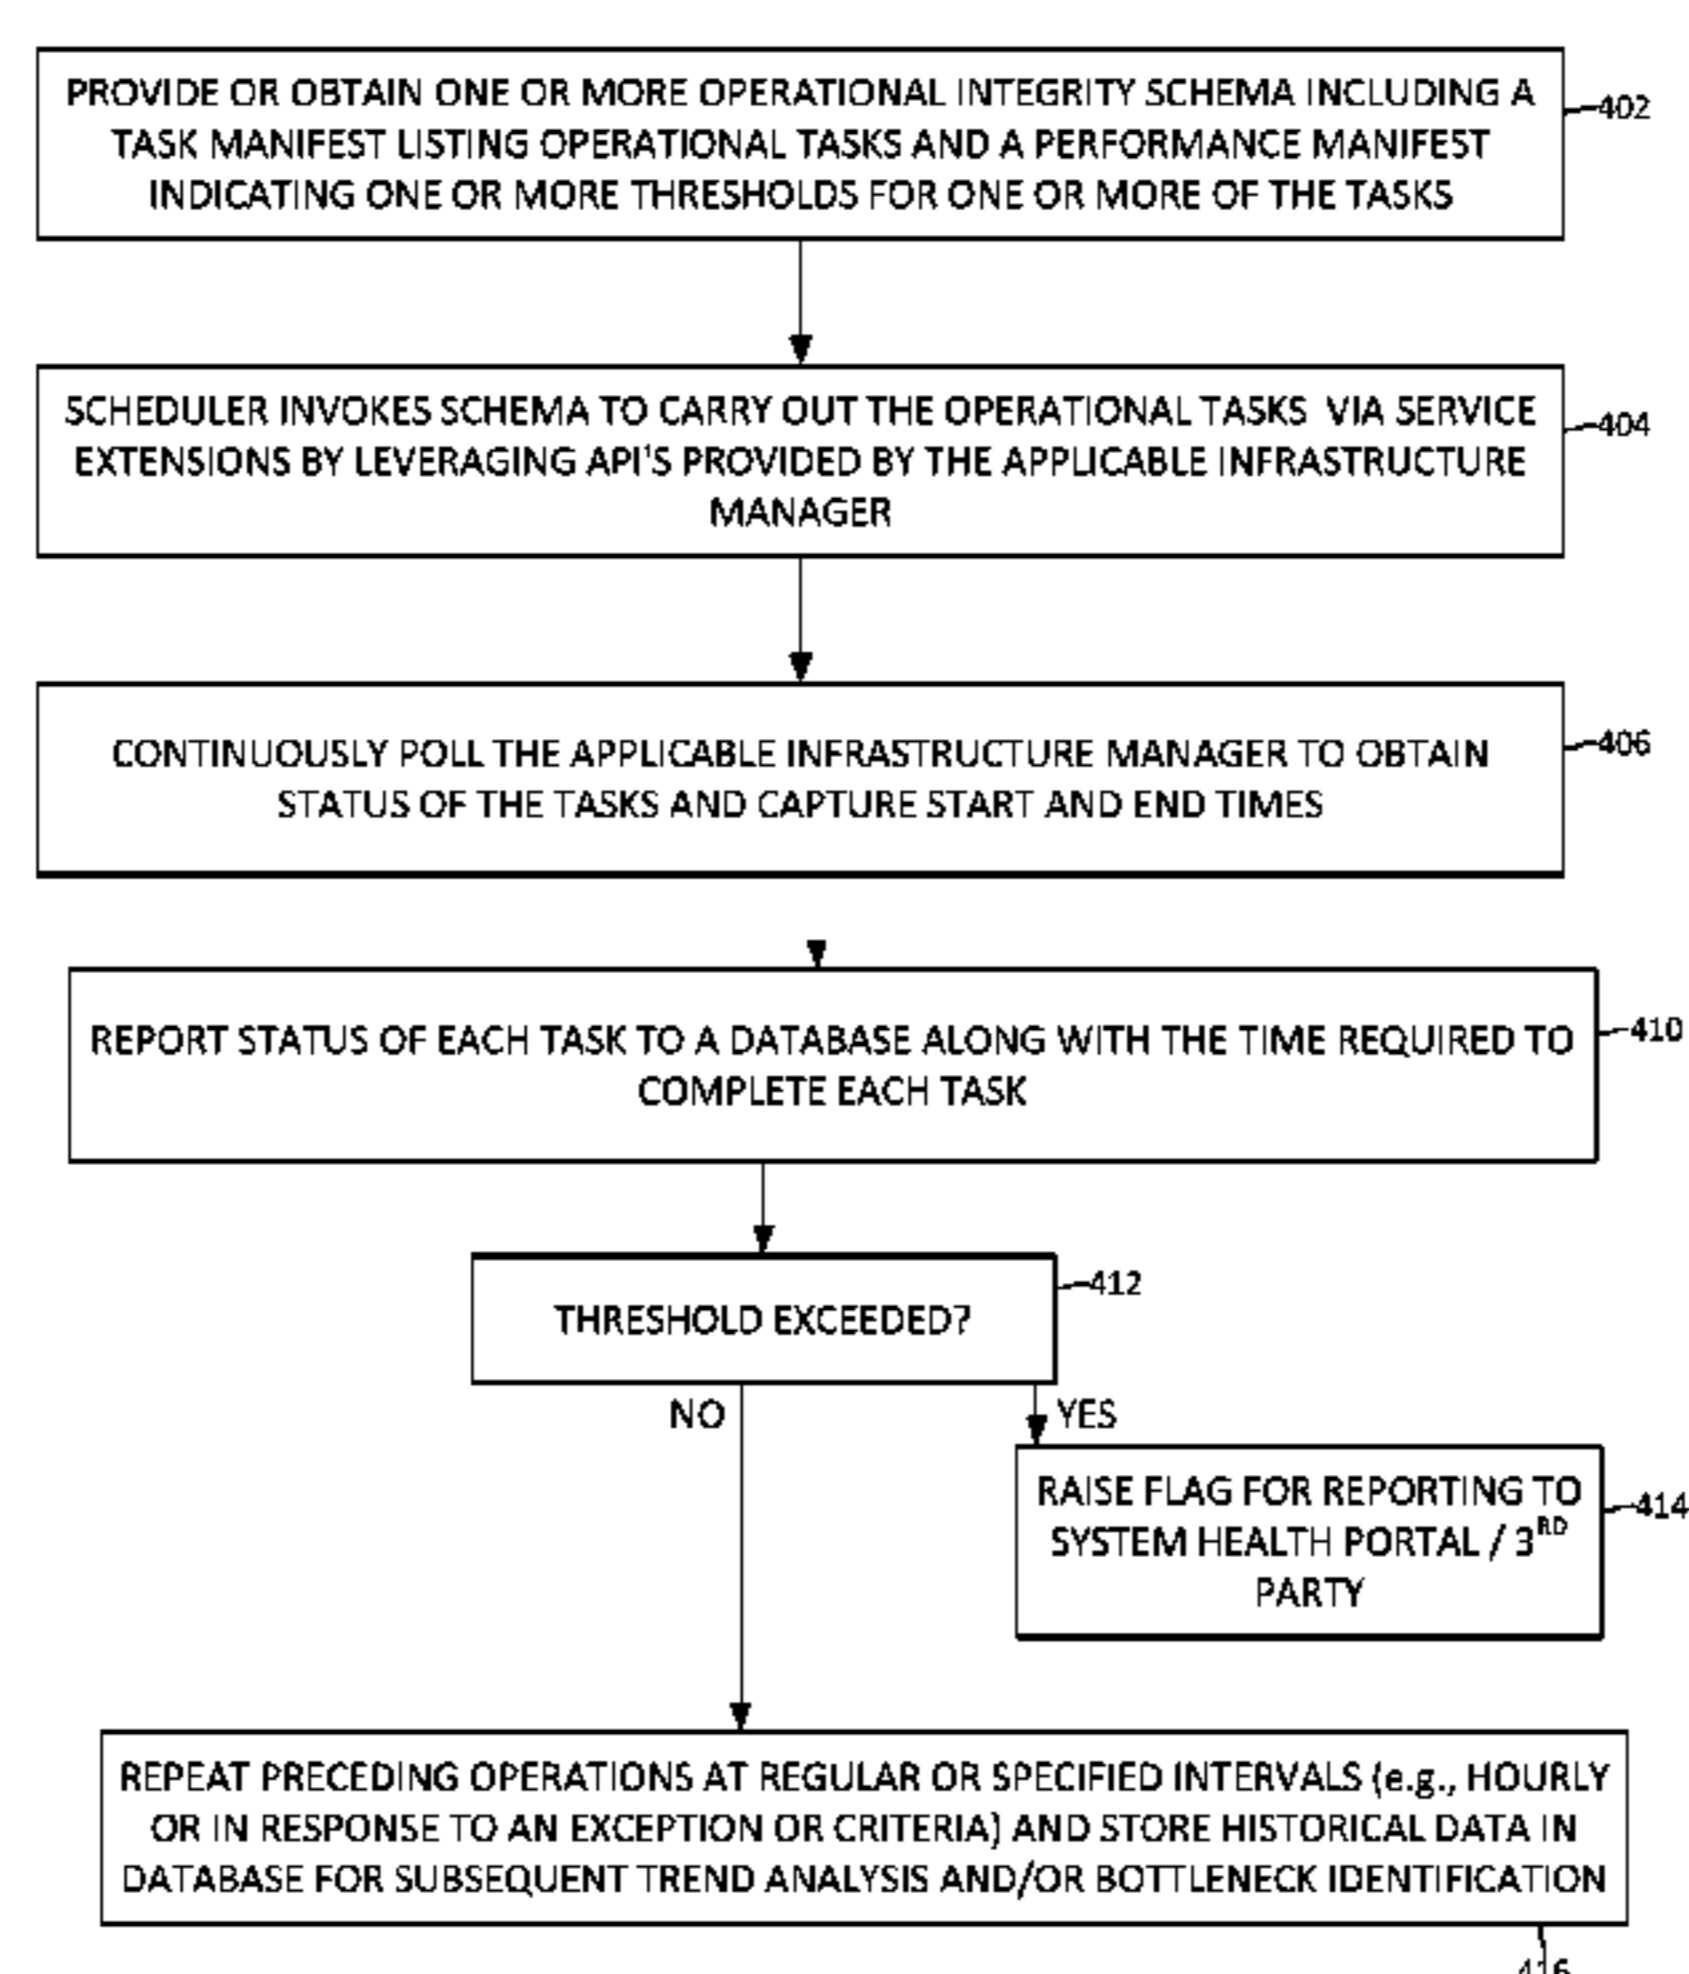 PROVIDE OR OBTAIN ONE OR MORE OPERATIONAL INTEGRITY SCHEMA INCLUDING A
TASK MANIFEST LISTING OPERATIONAL TASKS AND A PERFORMANCE MANIFEST
INDICATING ONE OR MORE THRESHOLDS FOR ONE OR MORE OF THE TASKS
402
SCHEDULER INVOKES SCHEMA TO CARRY OUT THE OPERATIONAL TASKS VIA SERVICE
EXTENSIONS BY LEVERAGING API'S PROVIDED BY THE APPLICABLE INFRASTRUCTURE
MANAGER
404
CONTINUOUSLY POLL THE APPLICABLE INFRASTRUCTURE MANAGER TO OBTAIN
STATUS OF THE TASKS AND CAPTURE START AND END TIMES
406
REPORT STATUS OF EACH TASK TO A DATABASE ALONG WITH THE TIME REQUIRED TO
COMPLETE EACH TASK
410
THRESHOLD EXCEEDED?
412
NO
YES
RAISE FLAG FOR REPORTING TO
SYSTEM HEALTH PORTAL / 3RD
PARTY
414
REPEAT PRECEDING OPERATIONS AT REGULAR OR SPECIFIED INTERVALS (e.g., HOURLY
OR IN RESPONSE TO AN EXCEPTION OR CRITERIA) AND STORE HISTORICAL DATA IN
DATABASE FOR SUBSEQUENT TREND ANALYSIS AND/OR BOTTLENECK IDENTIFICATION
416